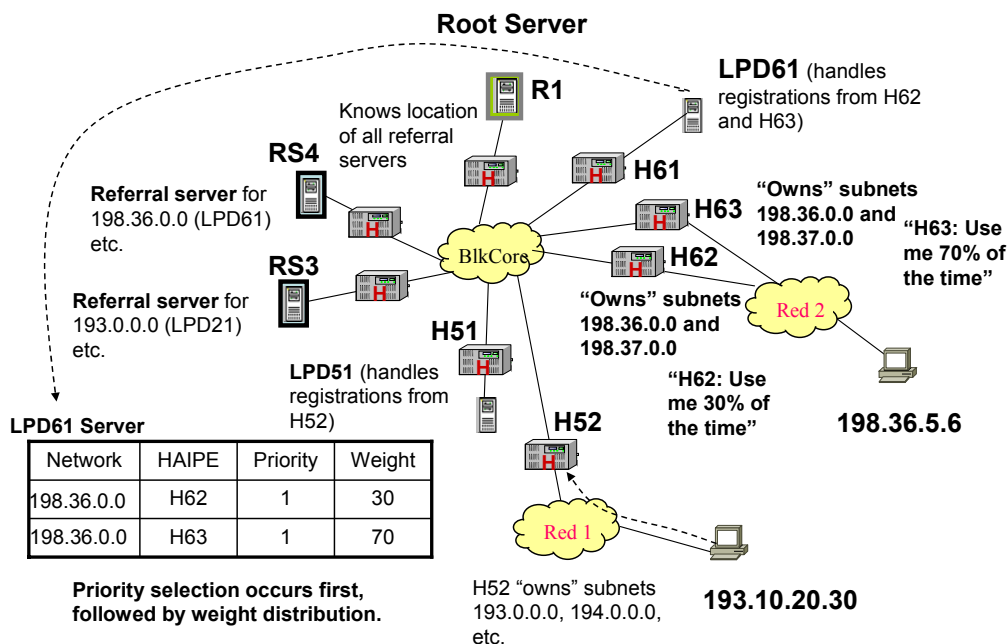 Root Server
LPD61 (handles
registrations from H62
and H63)
R1
Knows location
of all referral
servers
RS4
H
H
H61
H
Referral server for
198.36.0.0 (LPD61)
etc.
H
H63
“Owns” subnets
198.36.0.0 and
198.37.0.0
“H63: Use
me 70% of
the time”
BlkCore
H
H62
RS3
H
Referral server for
193.0.0.0 (LPD21)
etc.
“Owns” subnets
198.36.0.0 and
198.37.0.0
Red 2
H51
H
LPD51 (handles
registrations from
H52)
“H62: Use
me 30% of
the time”
198.36.5.6
H52
H
LPD61 Server
Network HAIPE Priority Weight
198.36.0.0 H62 1 30
198.36.0.0 H63 1 70
Red 1
Priority selection occurs first,
followed by weight distribution.
H52 “owns” subnets
193.0.0.0, 194.0.0.0,
etc.
193.10.20.30